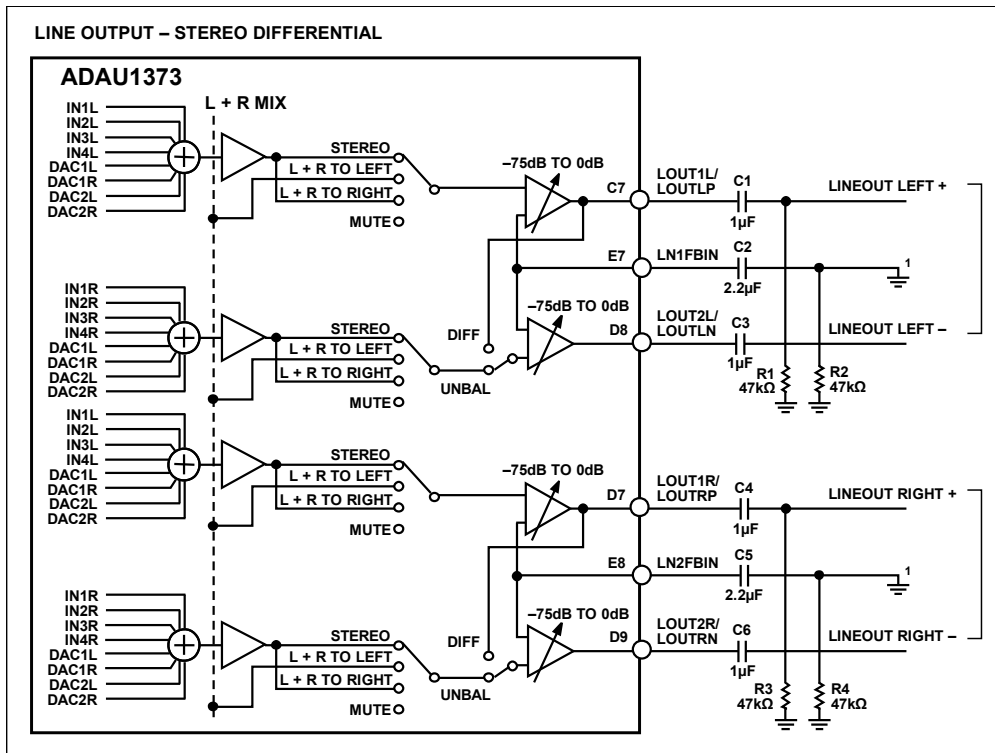 LINE OUTPUT – STEREO DIFFERENTIAL
ADAU1373
L + R MIX
IN1L
IN2L
IN3L
IN4L
DAC1L
DAC1R
DAC2L
DAC2R
STEREO
L + R TO LEFT
L + R TO RIGHT
MUTE
–75dB TO 0dB
C7
LOUT1L/
LOUTLP
C1
1µF
LINEOUT LEFT +
E7
LN1FBIN
C2
2.2µF
1
IN1R
IN2R
IN3R
IN4R
DAC1L
DAC1R
DAC2L
DAC2R
STEREO
L + R TO LEFT
L + R TO RIGHT
MUTE
DIFF
UNBAL
–75dB TO 0dB
D8
LOUT2L/
LOUTLN
C3
1µF
LINEOUT LEFT –
R1
47kΩ
R2
47kΩ
IN1L
IN2L
IN3L
IN4L
DAC1L
DAC1R
DAC2L
DAC2R
STEREO
L + R TO LEFT
L + R TO RIGHT
MUTE
–75dB TO 0dB
D7
LOUT1R/
LOUTRP
C4
1µF
LINEOUT RIGHT +
E8
LN2FBIN
C5
2.2µF
1
IN1R
IN2R
IN3R
IN4R
DAC1L
DAC1R
DAC2L
DAC2R
STEREO
L + R TO LEFT
L + R TO RIGHT
MUTE
DIFF
UNBAL
–75dB TO 0dB
D9
LOUT2R/
LOUTRN
C6
1µF
LINEOUT RIGHT –
R3
47kΩ
R4
47kΩ